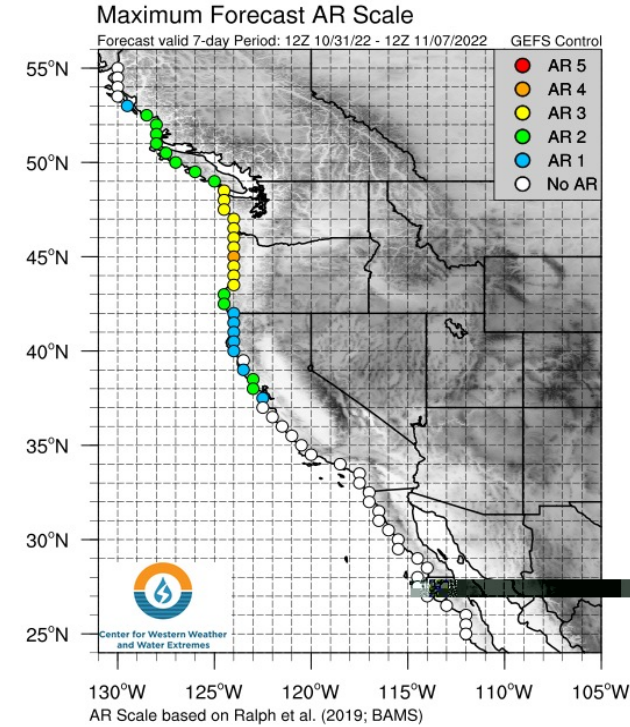 Maximum Forecast AR Scale
Forecast valid 7-day Period: 12Z 10/31/22 - 12Z 11/07/2022 GEFS Control
AR 5
AR 4
AR 3
AR 2
AR 1
No AR
55°N
50°N
45°N
40°N
35°N
30°N
25°N
Center for Western Weather
and Water Extremes
130°W 125°W 120°W 115°W 110°W 105°W
AR Scale based on Ralph et al. (2019; BAMS)